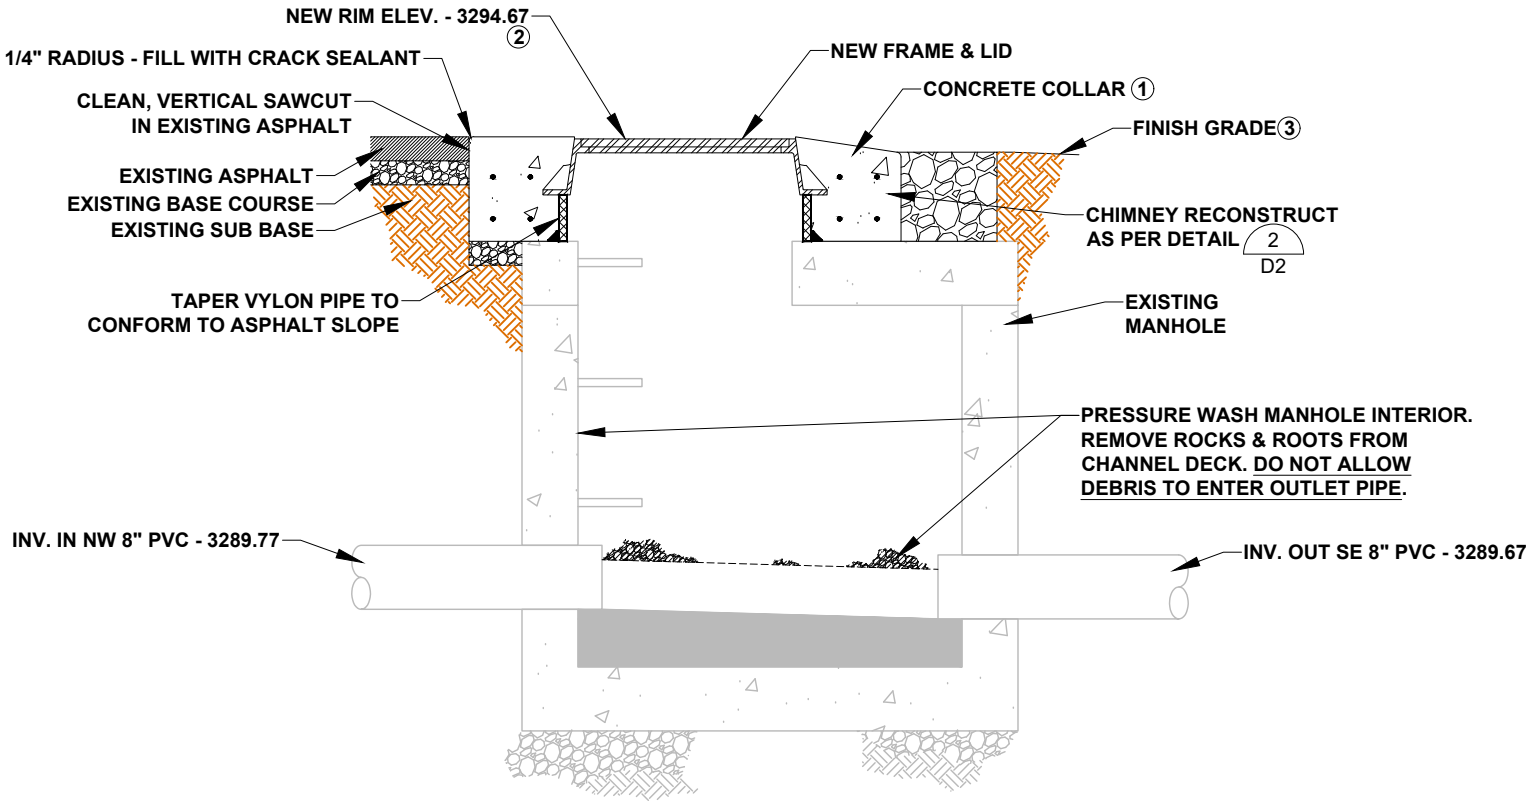 NEW RIM ELEV. - 3294.67
2
1/4" RADIUS - FILL WITH CRACK SEALANT
CLEAN, VERTICAL SAWCUT
IN EXISTING ASPHALT
EXISTING ASPHALT
EXISTING BASE COURSE
EXISTING SUB BASE
TAPER VYLON PIPE TO
CONFORM TO ASPHALT SLOPE
INV. IN NW 8" PVC - 3289.77
NEW FRAME & LID
CONCRETE COLLAR 1
FINISH GRADE 3
CHIMNEY RECONSTRUCT
AS PER DETAIL 2
D2
EXISTING
MANHOLE
PRESSURE WASH MANHOLE INTERIOR.
REMOVE ROCKS & ROOTS FROM
CHANNEL DECK. DO NOT ALLOW
DEBRIS TO ENTER OUTLET PIPE.
INV. OUT SE 8" PVC - 3289.67